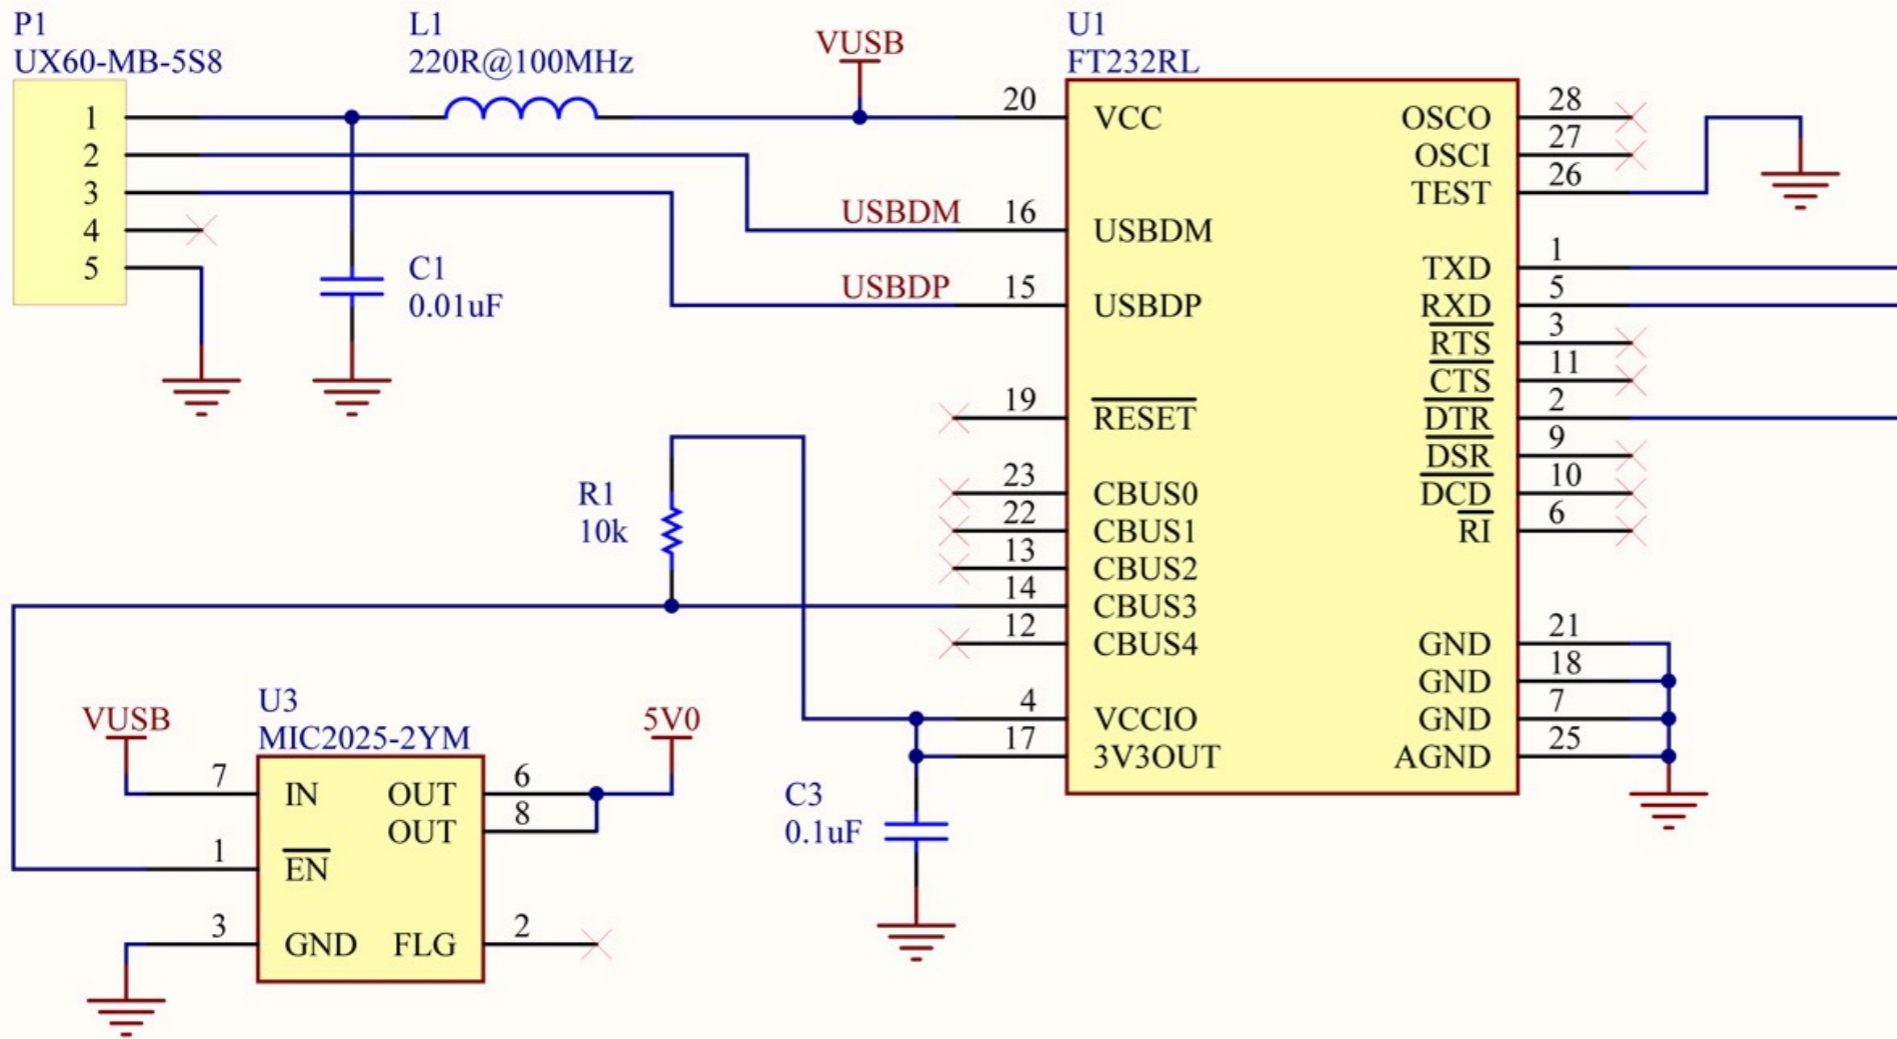 P1
UX60-MB-5S8
1
2
3
4
5
L1
220R@100MHz
C1
0.01uF
VUSB
USBDM
USBDP
U1
FT232RL
20 VCC
16 USBDM
15 USBDP
19 RESET
23 CBUS0
22 CBUS1
13 CBUS2
14 CBUS3
12 CBUS4
4 VCCIO
17 3V3OUT
OSCO 28
OSCI 27
TEST 26
TXD 1
RXD 5
RTS 3
CTS 11
DTR 2
DSR 9
DCD 10
RI 6
GND 21
GND 18
GND 7
AGND 25
R1
10k
C3
0.1uF
VUSB
U3
MIC2025-2YM
5V0
7 IN OUT 6
OUT 8
1 EN
3 GND FLG 2